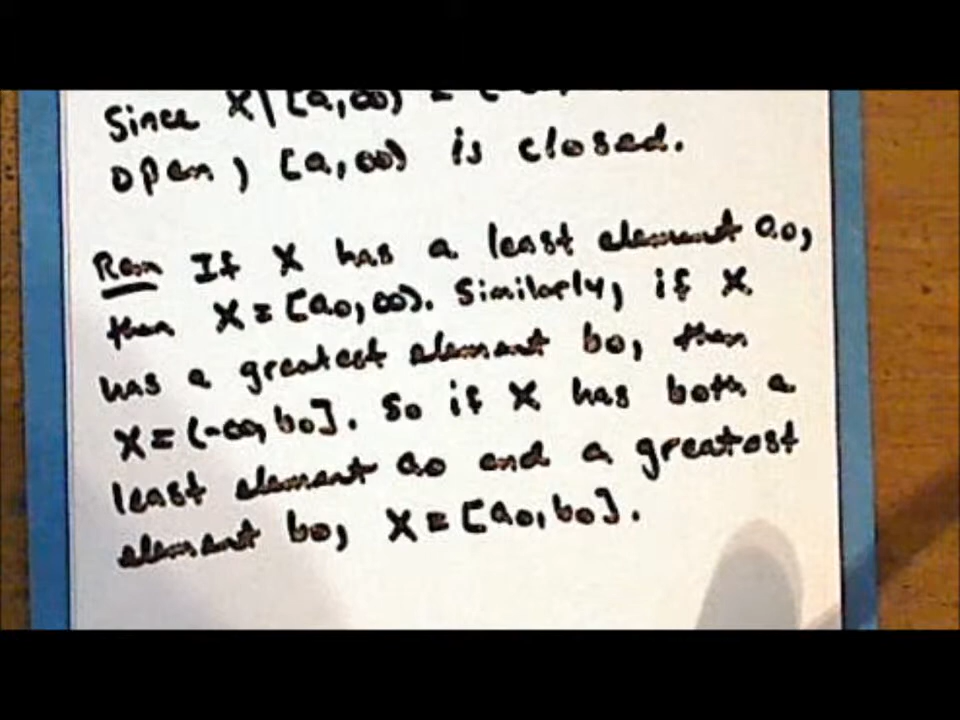 Since X\[a,∞) =
open, [a,∞) is closed.
Rem If X has a least element a0,
then X=[a0,∞). Similarly, if X
has a greatest element b0, then
X=(-∞,b0]. So if X has both a
least element a0 and a greatest
element b0, X=[a0,b0].